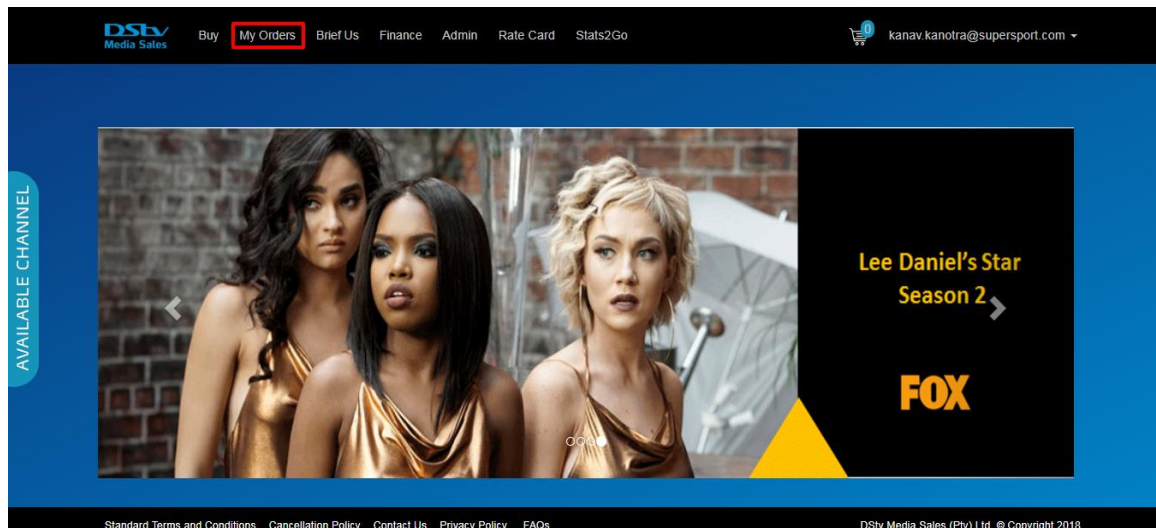 DStv
Media Sales
Buy
My Orders
Brief Us
Finance
Admin
Rate Card
Stats2Go
0
kanav.kanotra@supersport.com
AVAILABLE CHANNEL
Lee Daniel's Star
Season 2
FOX
Standard Terms and Conditions
Cancellation Policy
Contact Us
Privacy Policy
FAQs
DStv Media Sales (Pty) Ltd. © Copyright 2018